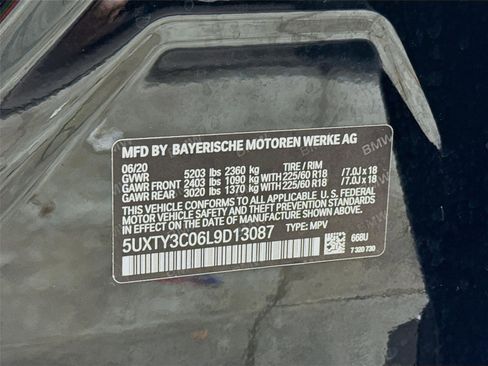 MFD BY BAYERISCHE MOTOREN WERKE AG
06/20
GVWR 5203 lbs 2360 kg TIRE / RIM
GAWR FRONT 2403 lbs 1090 kg WITH 225/60 R18 / 7.0J x 18
GAWR REAR 3020 lbs 1370 kg WITH 225/60 R18 / 7.0J x 18
THIS VEHICLE CONFORMS TO ALL APPLICABLE U.S. FEDERAL
MOTOR VEHICLE SAFETY STANDARDS IN EFFECT ON THE DATE OF
MANUFACTURE SHOWN ABOVE.
5UXTY3C06L9D13087 TYPE: MPV
668U
7 320 730